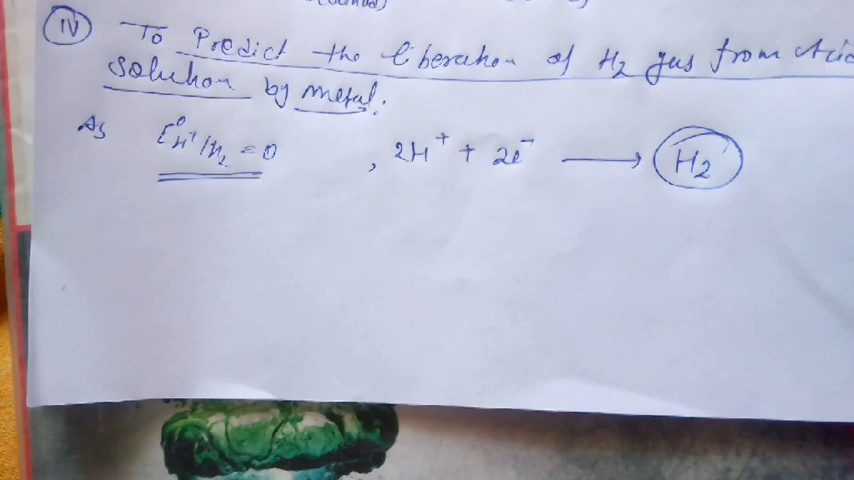 IV To Predict the liberation of H2 gas from Acid
solution by metal.
As E°H+/H2 = 0 , 2H+ + 2e- → H2